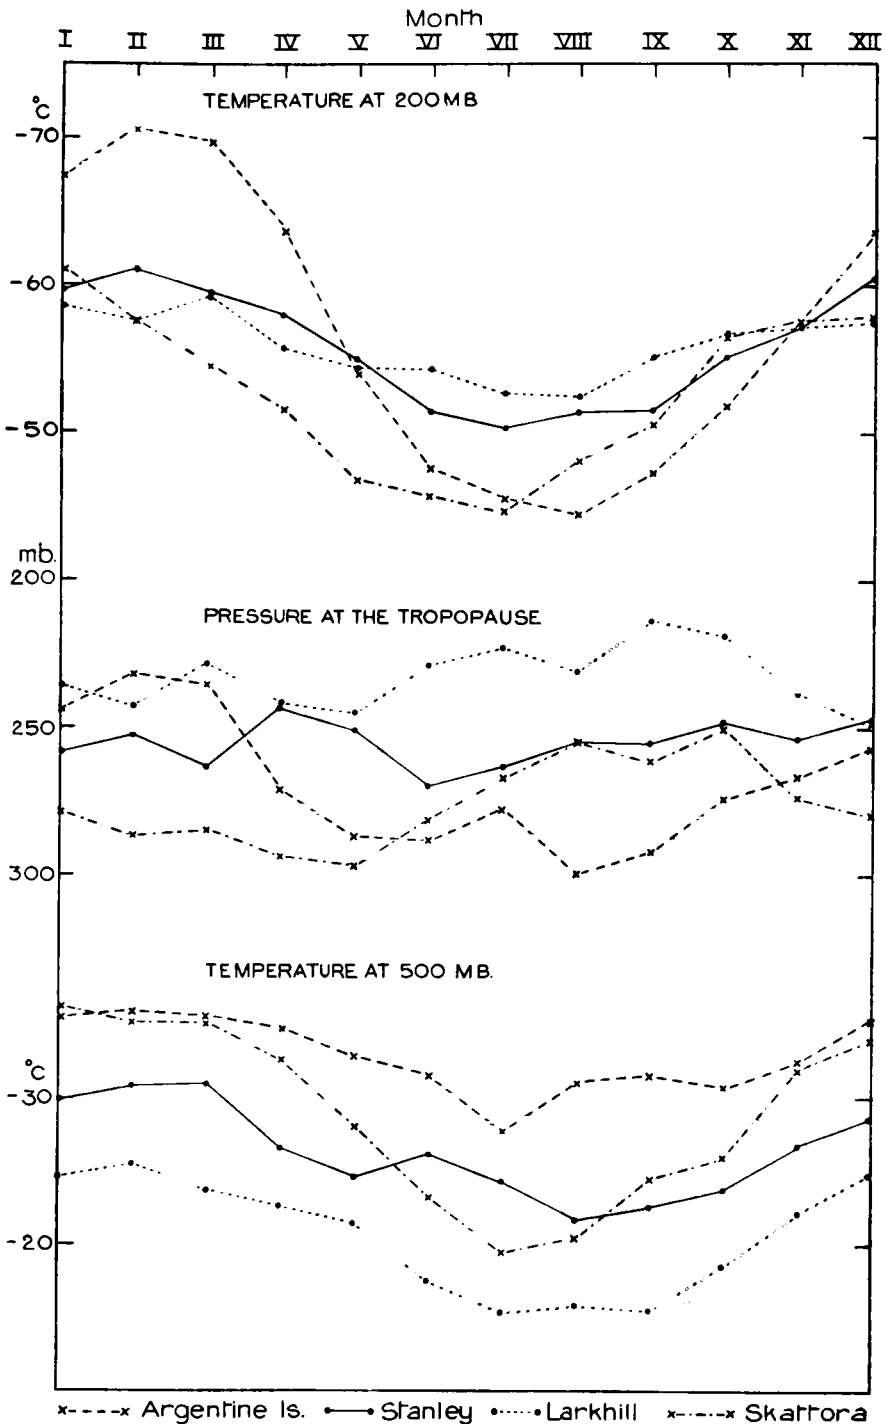 Month
I II III IV V VI VII VIII IX X XI XII
TEMPERATURE AT 200MB
°C
-70
-60
-50
mb.
200
PRESSURE AT THE TROPOPAUSE
250
300
TEMPERATURE AT 500 MB.
°C
-30
-20
x----x Argentine Is. •——• Stanley •······• Larkhill x-·-·-x Skattora